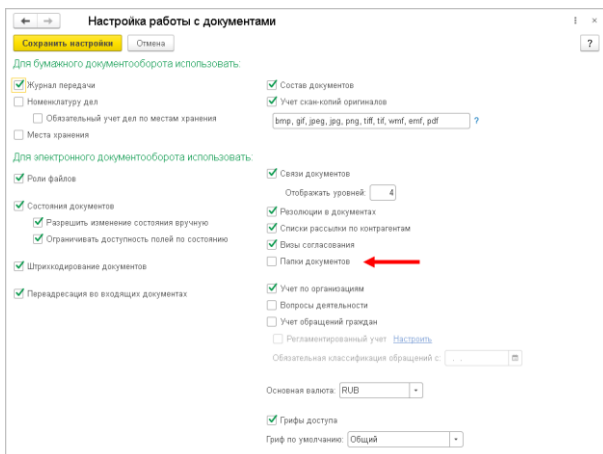 Настройка работы с документами
Сохранить настройки
Отмена
?
Для бумажного документооборота использовать:
Журнал передачи
Номенклатуру дел
Обязательный учет дел по местам хранения
Места хранения
Состав документов
Учет скан-копий оригиналов
bmp, gif, jpeg, jpg, png, tiff, tif, wmf, emf, pdf
?
Для электронного документооборота использовать:
Роли файлов
Состояния документов
Разрешить изменение состояния вручную
Ограничивать доступность полей по состоянию
Штрихкодирование документов
Переадресация во входящих документах
Связи документов
Отображать уровней: 4
Резолюции в документах
Списки рассылки по контрагентам
Визы согласования
Папки документов
Учет по организациям
Вопросы деятельности
Учет обращений граждан
Регламентированный учет Настроить
Обязательная классификация обращений с: . .
Основная валюта: RUB
Грифы доступа
Гриф по умолчанию: Общий